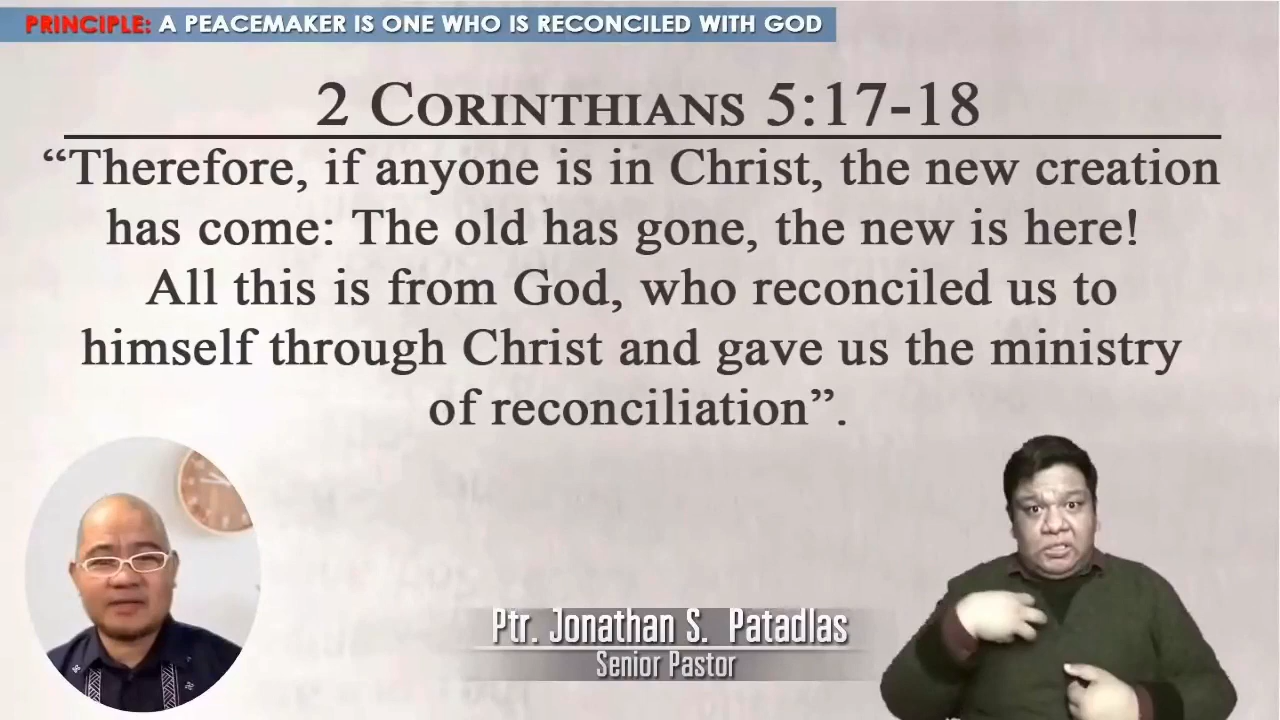 PRINCIPLE: A PEACEMAKER IS ONE WHO IS RECONCILED WITH GOD
2 CORINTHIANS 5:17-18
“Therefore, if anyone is in Christ, the new creation
has come: The old has gone, the new is here!
All this is from God, who reconciled us to
himself through Christ and gave us the ministry
of reconciliation”.
Ptr. Jonathan S. Patadlas
Senior Pastor